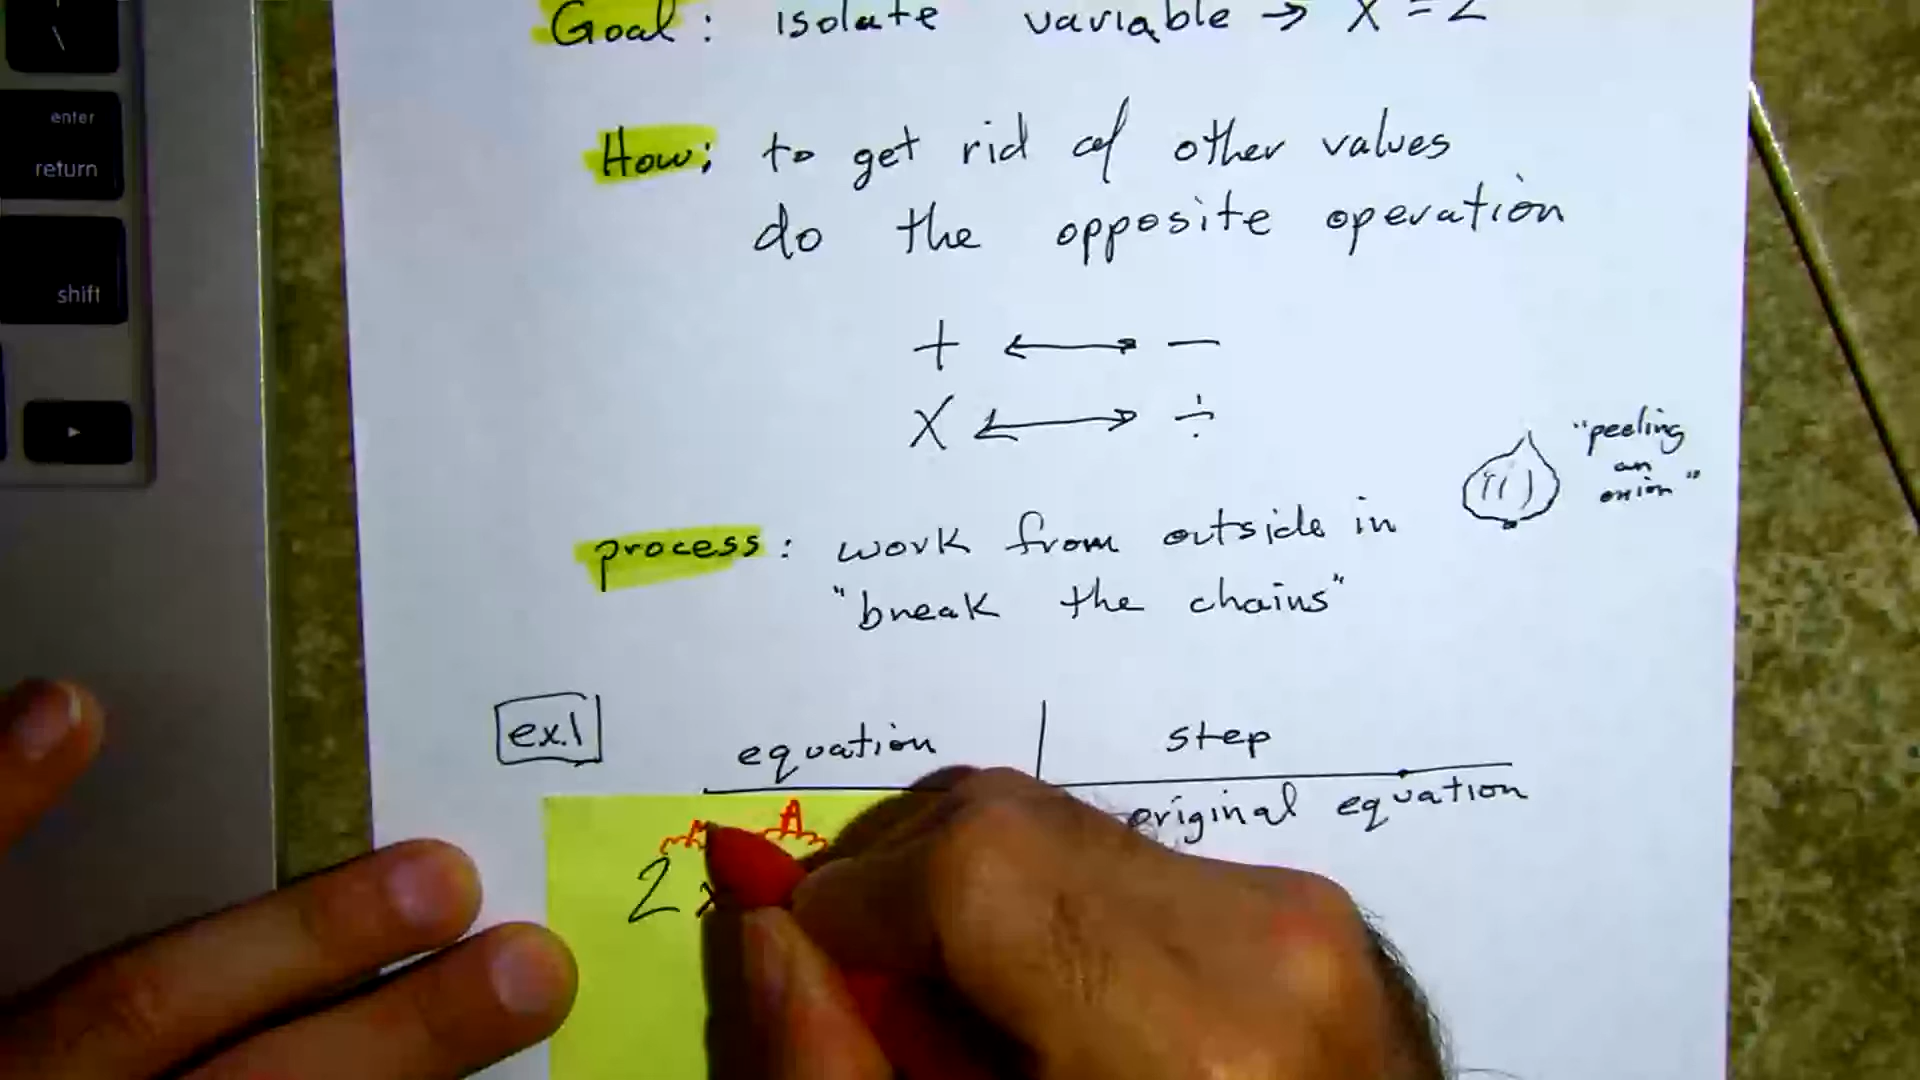 Goal: isolate variable → x = 2
How: to get rid of other values
do the opposite operation
+ ↔ −
X ↔ ÷
"peeling
an
onion"
process: work from outside in
"break the chains"
ex.1
equation | step
original equation
A
2x
\
enter
return
shift